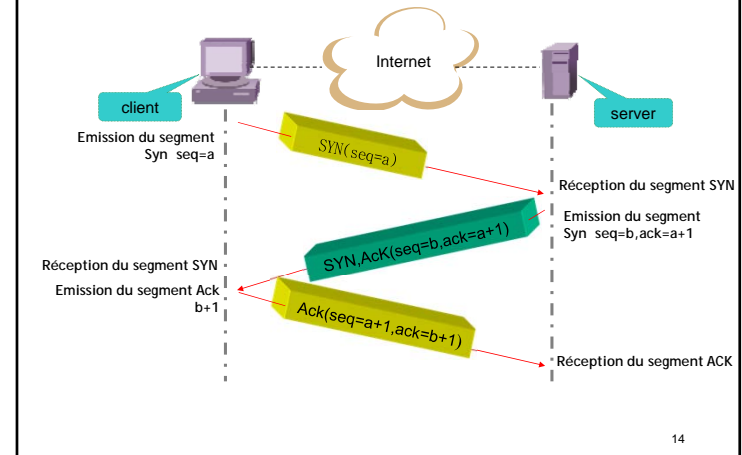 Internet
client
server
Emission du segment
Syn seq=a
SYN(seq=a)
Réception du segment SYN
Emission du segment
Syn seq=b,ack=a+1
SYN,AcK(seq=b,ack=a+1)
Réception du segment SYN
Emission du segment Ack
b+1
Ack(seq=a+1,ack=b+1)
Réception du segment ACK
14